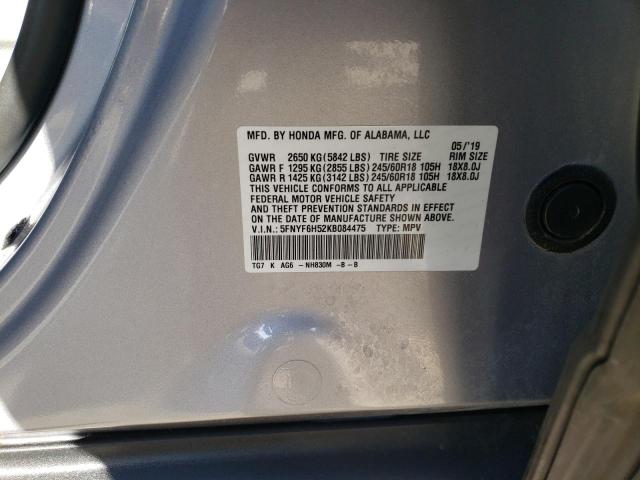 MFD. BY HONDA MFG. OF ALABAMA, LLC 05/'19
GVWR 2650 KG (5842 LBS) TIRE SIZE RIM SIZE
GAWR F 1295 KG (2855 LBS) 245/60R18 105H 18X8.0J
GAWR R 1425 KG (3142 LBS) 245/60R18 105H 18X8.0J
THIS VEHICLE CONFORMS TO ALL APPLICABLE
FEDERAL MOTOR VEHICLE SAFETY
AND THEFT PREVENTION STANDARDS IN EFFECT
ON THE DATE OF MANUFACTURE SHOWN ABOVE.
V.I.N.: 5FNYF6H52KB084475 TYPE: MPV
TG7 K AG6 -NH830M -B-B